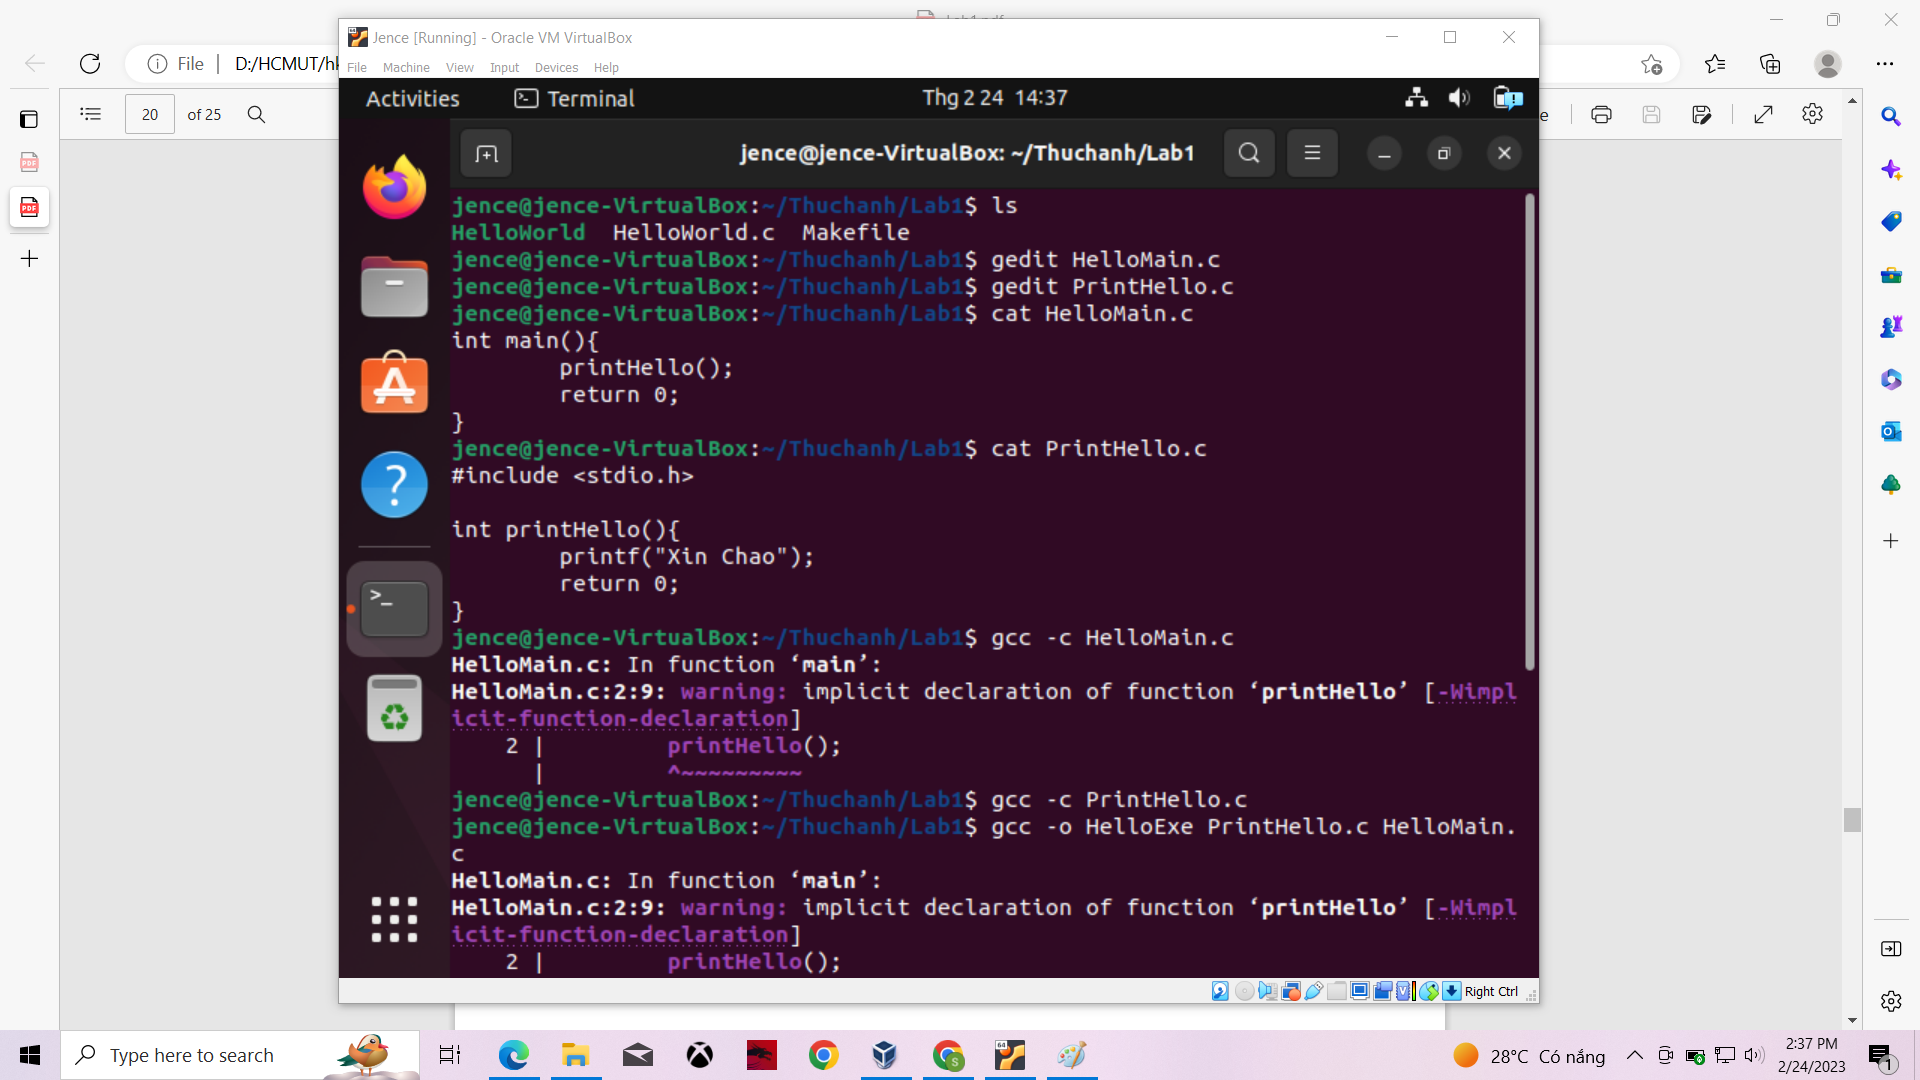 Jence [Running] - Oracle VM VirtualBox
File Machine View Input Devices Help
File D:/HCMUT/hk
20 of 25
Activities Terminal Thg 2 24 14:37
jence@jence-VirtualBox: ~/Thuchanh/Lab1
jence@jence-VirtualBox:~/Thuchanh/Lab1$ ls
HelloWorld HelloWorld.c Makefile
jence@jence-VirtualBox:~/Thuchanh/Lab1$ gedit HelloMain.c
jence@jence-VirtualBox:~/Thuchanh/Lab1$ gedit PrintHello.c
jence@jence-VirtualBox:~/Thuchanh/Lab1$ cat HelloMain.c
int main(){
printHello();
return 0;
}
jence@jence-VirtualBox:~/Thuchanh/Lab1$ cat PrintHello.c
#include <stdio.h>
int printHello(){
printf("Xin Chao");
return 0;
}
jence@jence-VirtualBox:~/Thuchanh/Lab1$ gcc -c HelloMain.c
HelloMain.c: In function ‘main’:
HelloMain.c:2:9: warning: implicit declaration of function ‘printHello’ [-Wimpl
icit-function-declaration]
2 | printHello();
| ^~~~~~~~~~
jence@jence-VirtualBox:~/Thuchanh/Lab1$ gcc -c PrintHello.c
jence@jence-VirtualBox:~/Thuchanh/Lab1$ gcc -o HelloExe PrintHello.c HelloMain.
c
HelloMain.c: In function ‘main’:
HelloMain.c:2:9: warning: implicit declaration of function ‘printHello’ [-Wimpl
icit-function-declaration]
2 | printHello();
Right Ctrl
Type here to search
28°C Có nắng
2:37 PM
2/24/2023
1